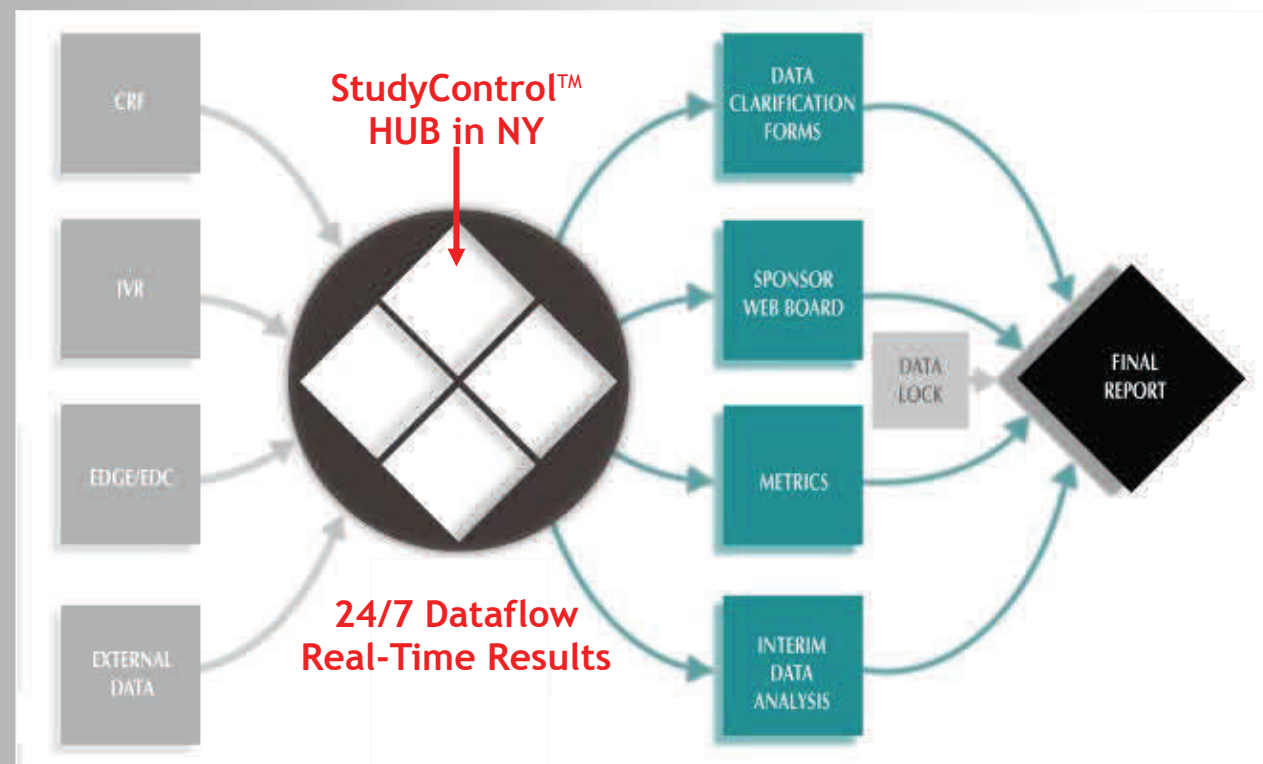 CRF
IVR
EDGE/EDC
EXTERNAL
DATA
StudyControl™
HUB in NY
24/7 Dataflow
Real-Time Results
DATA
CLARIFICATION
FORMS
SPONSOR
WEB BOARD
METRICS
INTERIM
DATA
ANALYSIS
DATA
LOCK
FINAL
REPORT